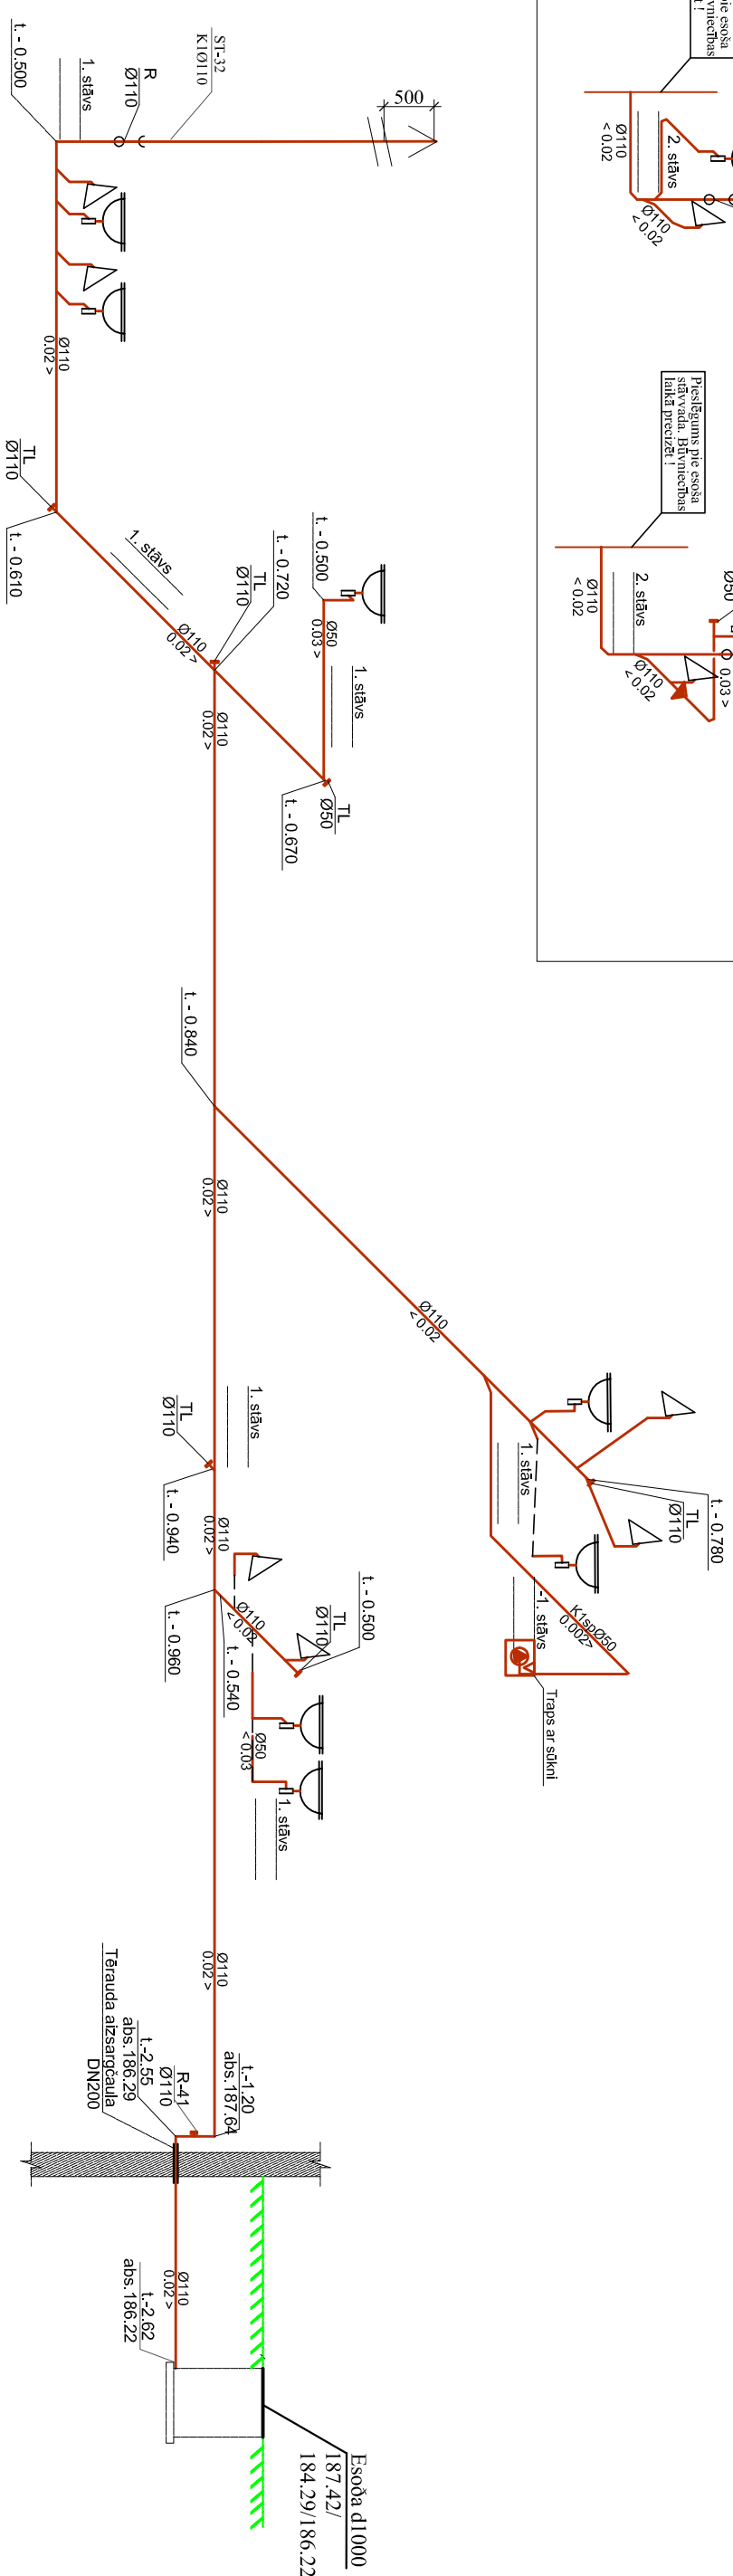 pie esoša
vniecības
t !
Ø110
< 0.02
2. stāvs
Ø110
< 0.02
Pieslēgums pie esoša
stāvvada. Būvniecības
laikā precizēt !
Ø110
< 0.02
2. stāvs
Ø110
< 0.02
Ø50
0.03 >
500
ST-32
K1Ø110
R
Ø110
1. stāvs
t. - 0.500
Ø110
0.02 >
TL
Ø110
t. - 0.610
1. stāvs
Ø110
0.02 >
t. - 0.500
t. - 0.720
TL
Ø110
Ø50
0.03 >
1. stāvs
TL
Ø50
t. - 0.670
Ø110
0.02 >
t. - 0.840
Ø110
0.02 >
Ø110
< 0.02
t. - 0.780
TL
Ø110
1. stāvs
-1. stāvs
K1spØ50
0.002>
Traps ar sūkni
1. stāvs
TL
Ø110
t. - 0.940
Ø110
0.02 >
t. - 0.960
Ø110
< 0.02
t. - 0.500
TL
Ø110
t. - 0.540
Ø50
< 0.03
1. stāvs
Ø110
0.02 >
t.-1.20
abs.187.64
R-41
Ø110
t.-2.55
abs.186.29
Tērauda aizsargčaula
DN200
Ø110
0.02 >
t.-2.62
abs.186.22
Esoða d1000
187.42/
184.29/186.22